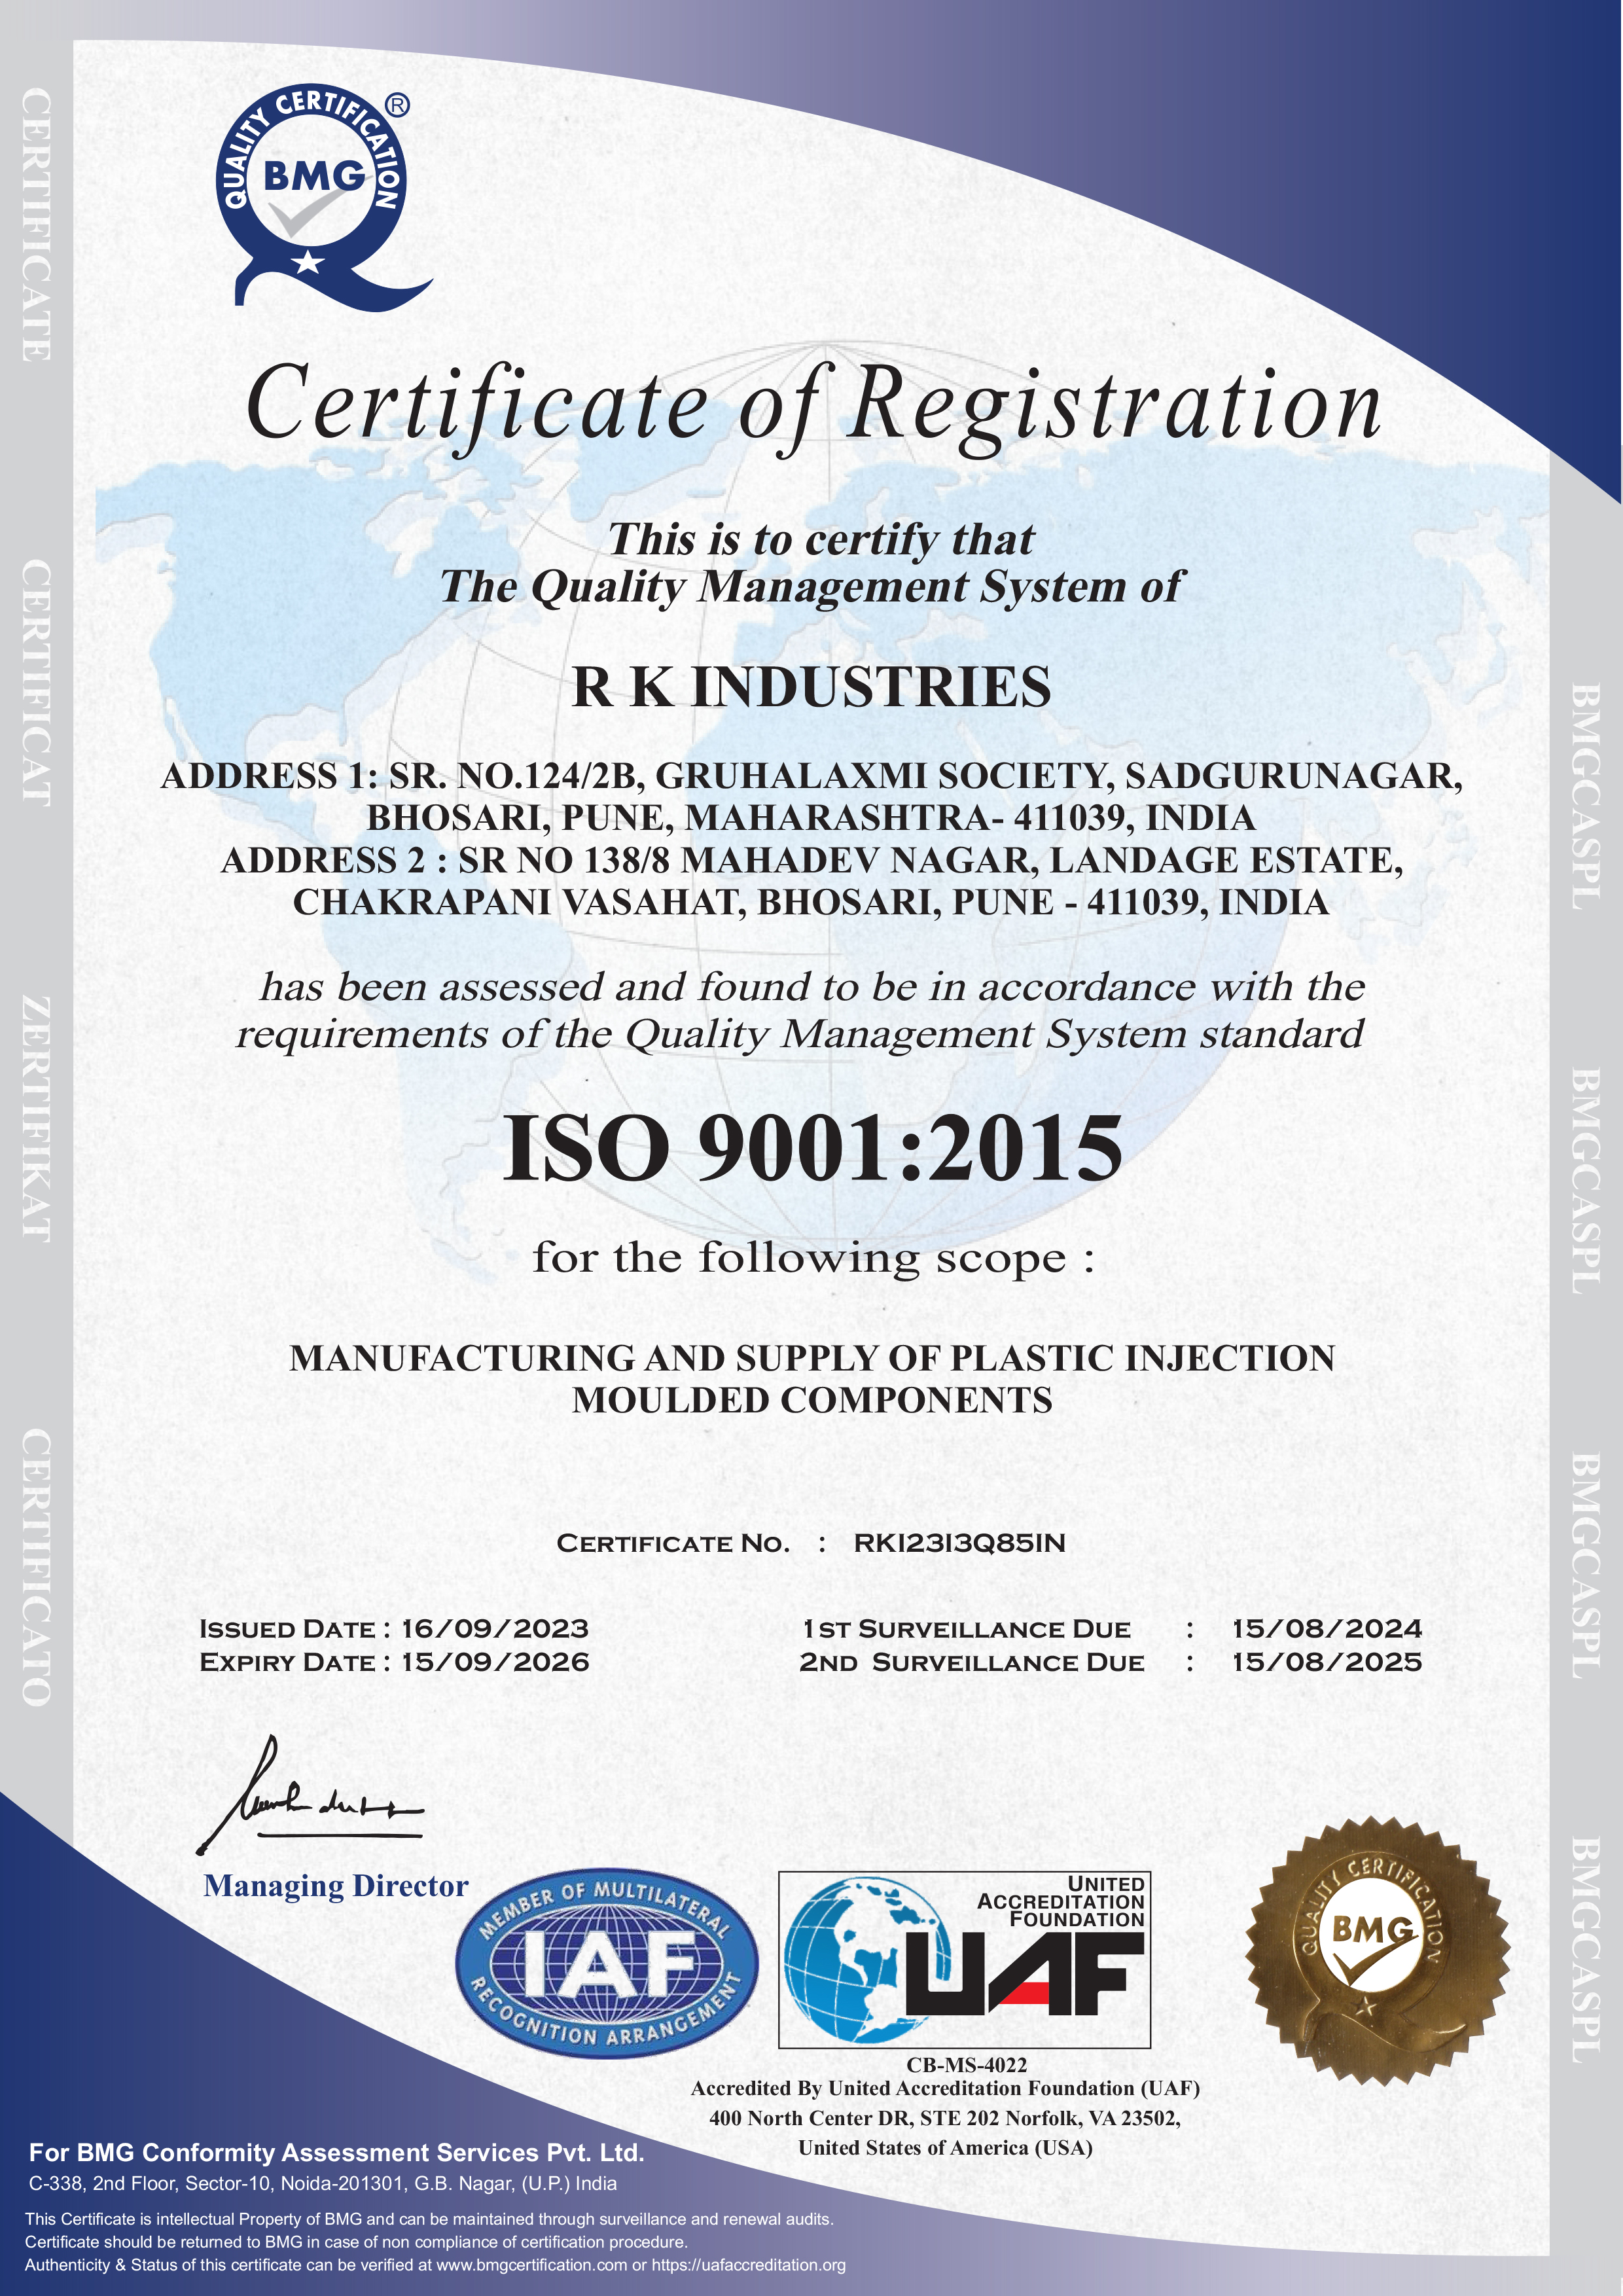 QUALITY CERTIFICATION ®
BMG
Certificate of Registration
This is to certify that
The Quality Management System of
R K INDUSTRIES
ADDRESS 1: SR. NO.124/2B, GRUHALAXMI SOCIETY, SADGURUNAGAR,
BHOSARI, PUNE, MAHARASHTRA- 411039, INDIA
ADDRESS 2 : SR NO 138/8 MAHADEV NAGAR, LANDAGE ESTATE,
CHAKRAPANI VASAHAT, BHOSARI, PUNE - 411039, INDIA
has been assessed and found to be in accordance with the
requirements of the Quality Management System standard
ISO 9001:2015
for the following scope :
MANUFACTURING AND SUPPLY OF PLASTIC INJECTION
MOULDED COMPONENTS
CERTIFICATE NO. : RKI23I3Q85IN
ISSUED DATE : 16/09/2023 1ST SURVEILLANCE DUE : 15/08/2024
EXPIRY DATE : 15/09/2026 2ND SURVEILLANCE DUE : 15/08/2025
Managing Director
MEMBER OF MULTILATERAL
IAF
RECOGNITION ARRANGEMENT
UNITED
ACCREDITATION
FOUNDATION
UAF
QUALITY CERTIFICATION
BMG
CB-MS-4022
Accredited By United Accreditation Foundation (UAF)
400 North Center DR, STE 202 Norfolk, VA 23502,
United States of America (USA)
For BMG Conformity Assessment Services Pvt. Ltd.
C-338, 2nd Floor, Sector-10, Noida-201301, G.B. Nagar, (U.P.) India
This Certificate is intellectual Property of BMG and can be maintained through surveillance and renewal audits.
Certificate should be returned to BMG in case of non compliance of certification procedure.
Authenticity & Status of this certificate can be verified at www.bmgcertification.com or https://uafaccreditation.org
CERTIFICATE
CERTIFICAT
ZERTIFIKAT
CERTIFICATO
BMGCASPL
BMGCASPL
BMGCASPL
BMGCASPL